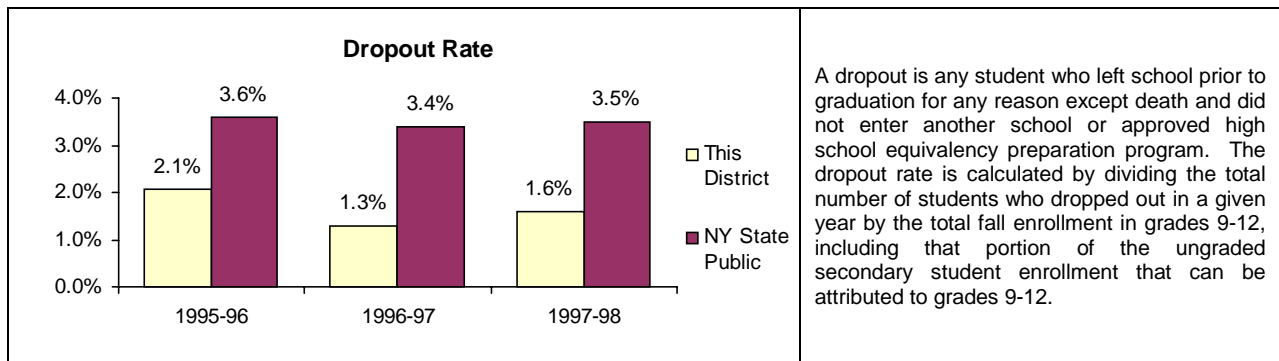 Dropout Rate
4.0%
3.0%
2.0%
1.0%
0.0%
2.1%
3.6%
1.3%
3.4%
1.6%
3.5%
1995-96
1996-97
1997-98
This
District
NY State
Public
A dropout is any student who left school prior to
graduation for any reason except death and did
not enter another school or approved high
school equivalency preparation program. The
dropout rate is calculated by dividing the total
number of students who dropped out in a given
year by the total fall enrollment in grades 9-12,
including that portion of the ungraded
secondary student enrollment that can be
attributed to grades 9-12.